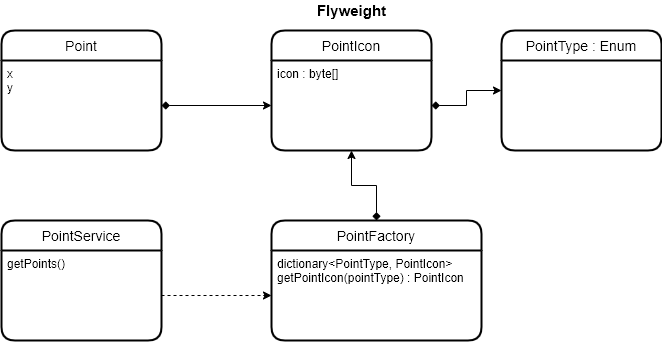 Flyweight
Point
x
y
PointIcon
icon : byte[]
PointType : Enum
PointService
getPoints()
PointFactory
dictionary<PointType, PointIcon>
getPointIcon(pointType) : PointIcon